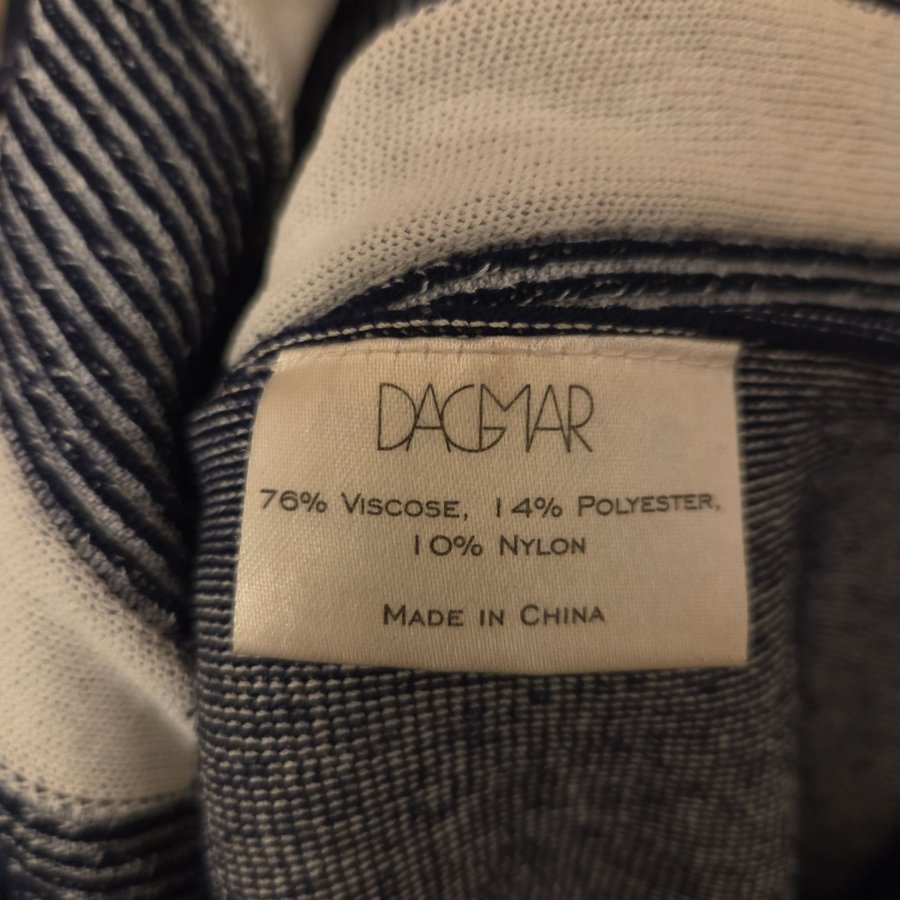 DAGMAR
76% VISCOSE, 14% POLYESTER,
10% NYLON
MADE IN CHINA